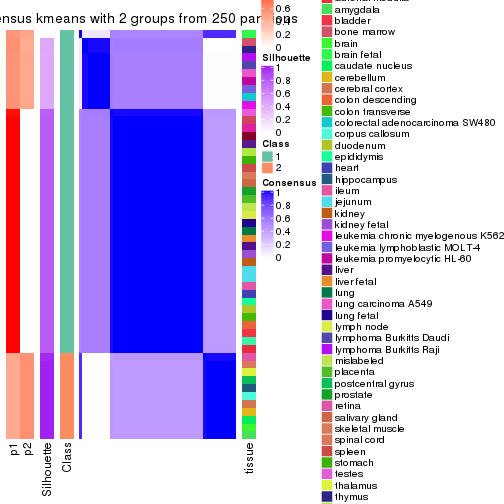 ensus kmeans with 2 groups from 250 par
0.6
0.2
0
Silhouette
1
0.8
0.6
0.4
0.2
0
Class
1
2
Consensus
1
0.8
0.6
0.4
0.2
0
amygdala
bladder
bone marrow
brain
brain fetal
caudate nucleus
cerebellum
cerebral cortex
colon descending
colon transverse
colorectal adenocarcinoma SW480
corpus callosum
duodenum
epididymis
heart
hippocampus
ileum
jejunum
kidney
kidney fetal
leukemia chronic myelogenous K562
leukemia lymphoblastic MOLT-4
leukemia promyelocytic HL-60
liver
liver fetal
lung
lung carcinoma A549
lung fetal
lymph node
lymphoma Burkitts Daudi
lymphoma Burkitts Raji
mislabeled
placenta
postcentral gyrus
prostate
retina
salivary gland
skeletal muscle
spinal cord
spleen
stomach
testes
thalamus
thymus
p1
p2
Silhouette
Class
tissue